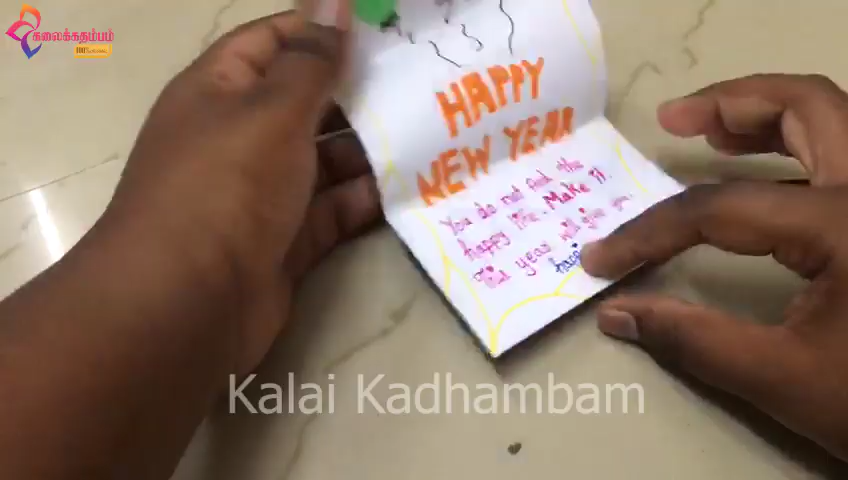 கலைக்கதம்பம்
HAPPY
NEW YEAR
You do not find the
happy life. Make it.
This year will give you
Kalai Kadhambam